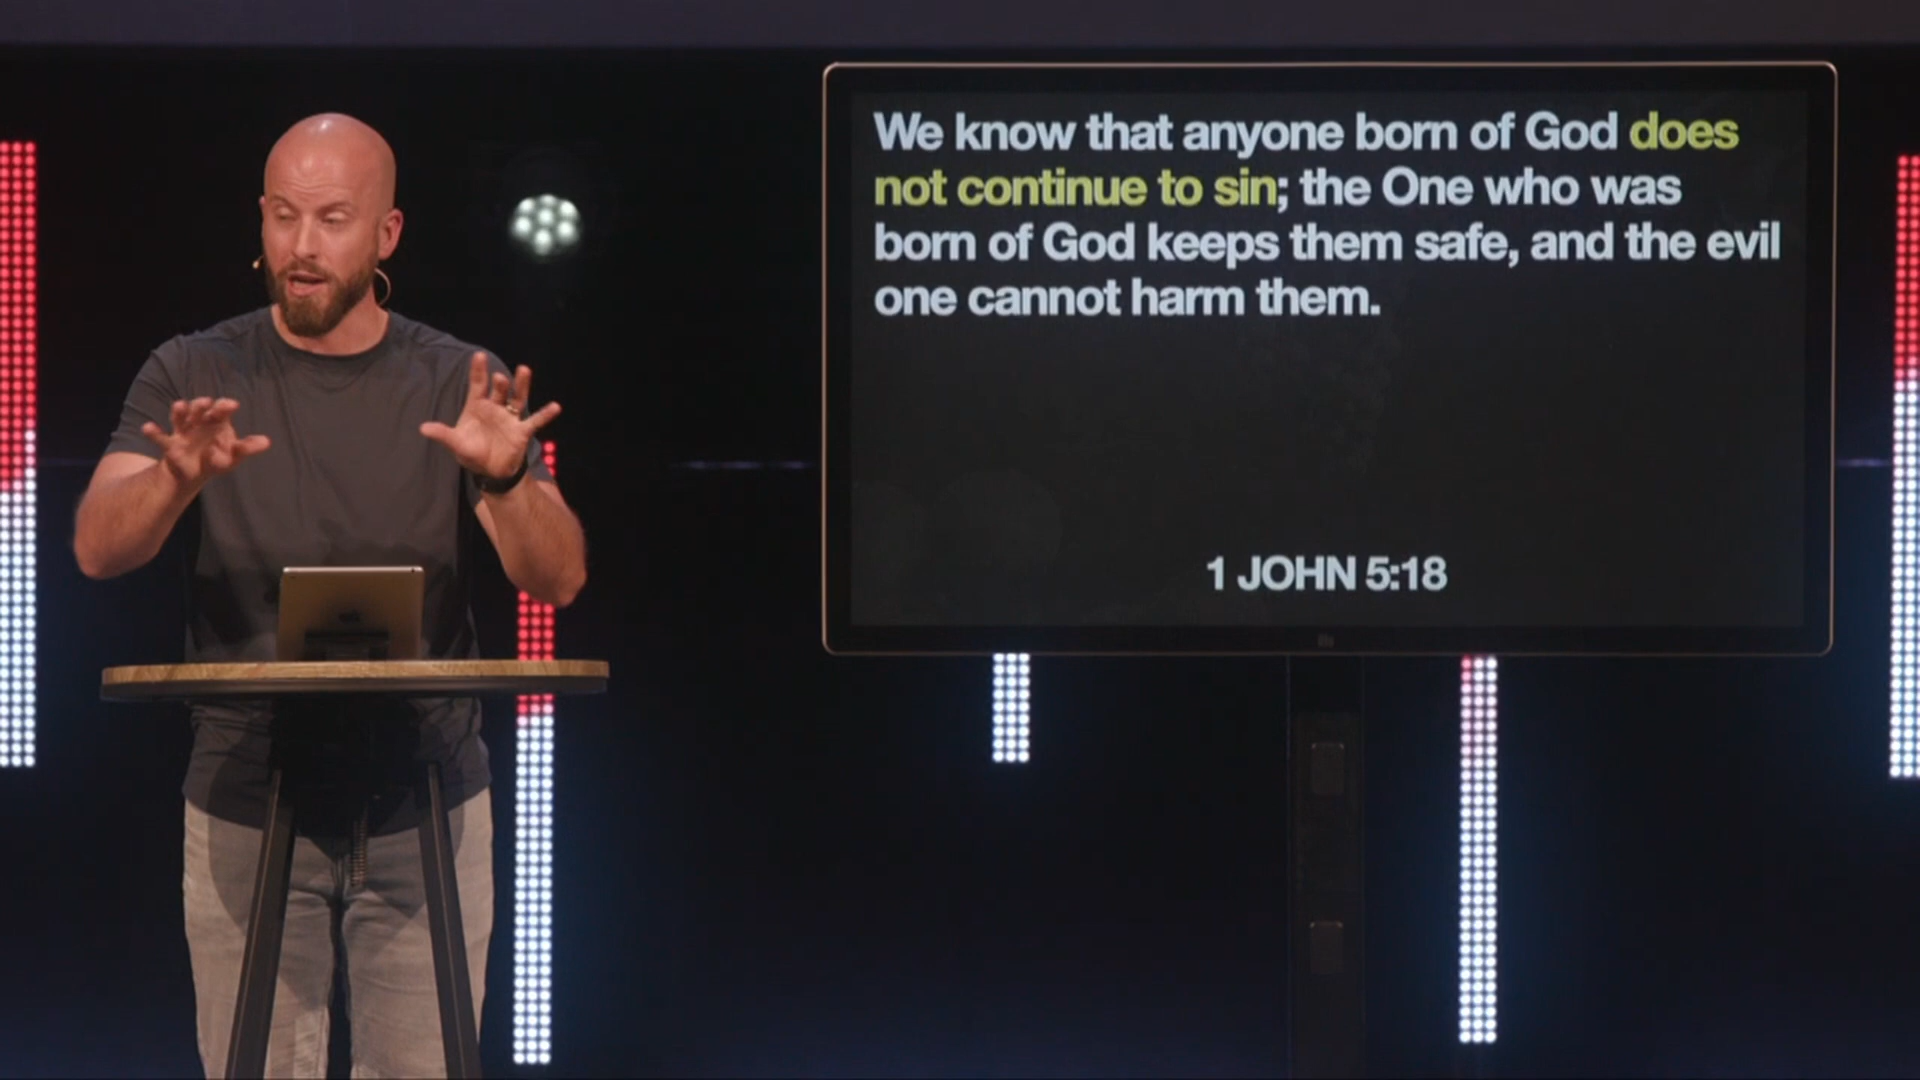 We know that anyone born of God does
not continue to sin; the One who was
born of God keeps them safe, and the evil
one cannot harm them.
1 JOHN 5:18